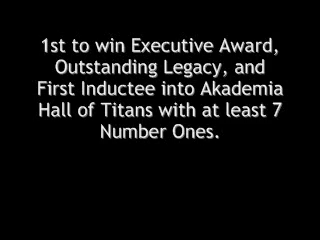 1st to win Executive Award,
Outstanding Legacy, and
First Inductee into Akademia
Hall of Titans with at least 7
Number Ones.